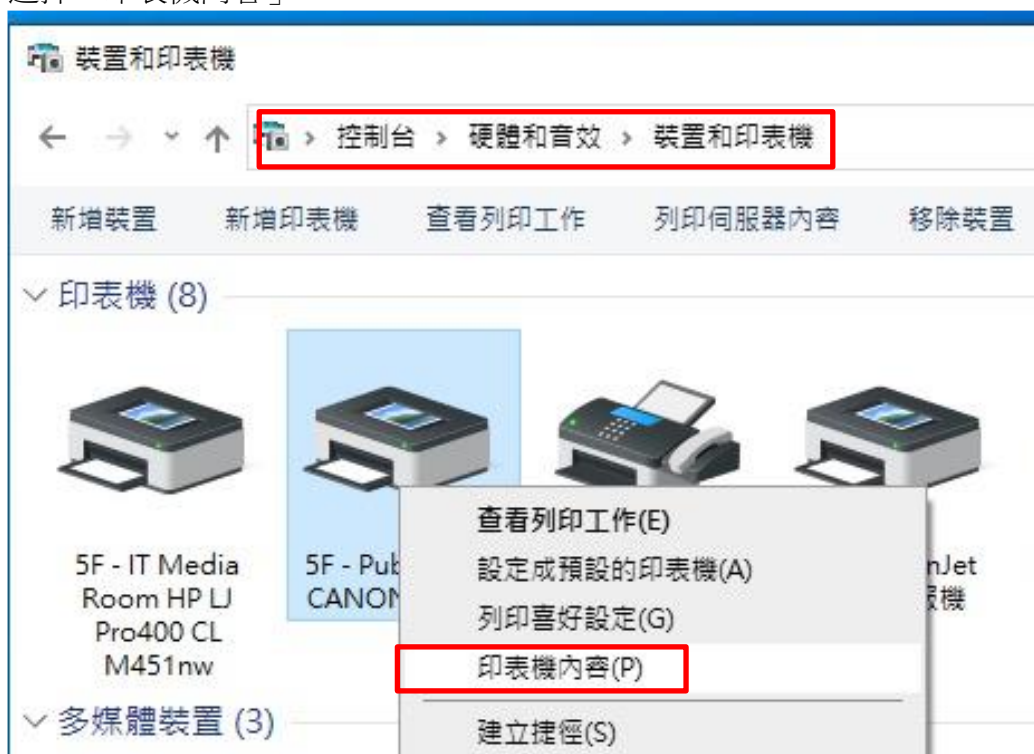 裝置和印表機
控制台 > 硬體和音效 > 裝置和印表機
新增裝置 新增印表機 查看列印工作 列印伺服器內容 移除裝置
印表機 (8)
5F - IT Media
Room HP LJ
Pro400 CL
M451nw
5F - Pub
CANON
查看列印工作(E)
設定成預設的印表機(A)
列印喜好設定(G)
印表機內容(P)
建立捷徑(S)
nJet
機
多媒體裝置 (3)